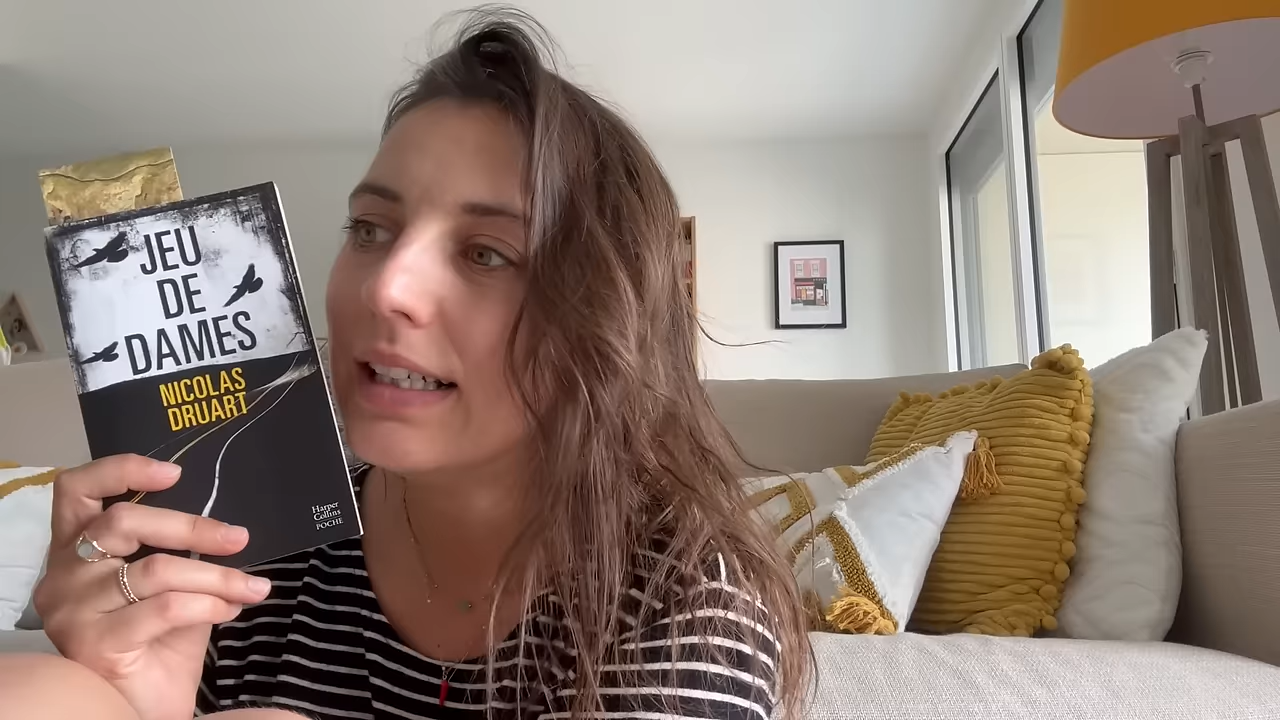 JEU
DE
DAMES
NICOLAS
DRUART
Harper
Collins
POCHE